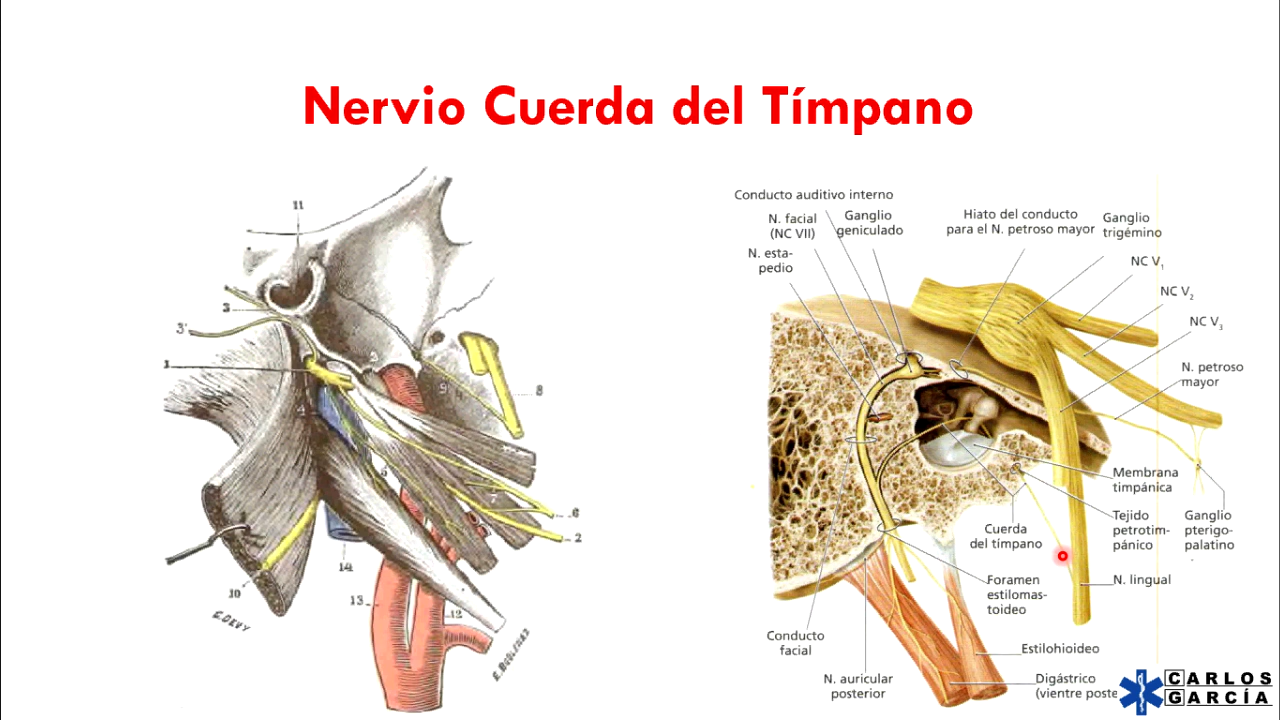 Nervio Cuerda del Tímpano
11
3
3'
1
3
4
9
8
5
7
6
2
10
14
13
12
E.DEVY
Conducto auditivo interno
N. facial
(NC VII)
Ganglio
geniculado
N. esta-
pedio
Hiato del conducto
para el N. petroso mayor
Ganglio
trigémino
NC V1
NC V2
NC V3
N. petroso
mayor
Membrana
timpánica
Cuerda
del tímpano
Tejido
petrotim-
pánico
Ganglio
pterigo-
palatino
Foramen
estilomas-
toideo
N. lingual
Conducto
facial
Estilohioideo
N. auricular
posterior
Digástrico
(vientre poste
CARLOS
GARCÍA